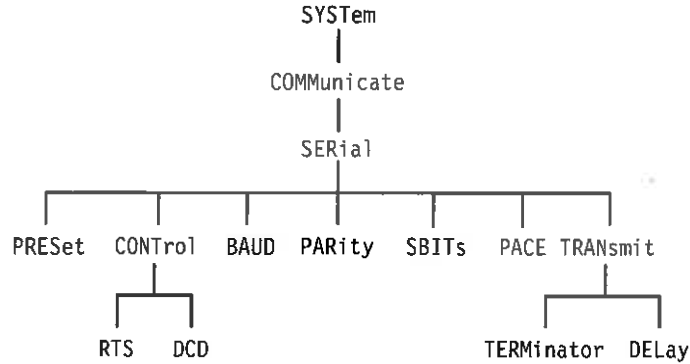 SYSTem
COMMunicate
SERial
PRESet CONTrol BAUD PARity SBITs PACE TRANsmit
RTS DCD TERMinator DELay